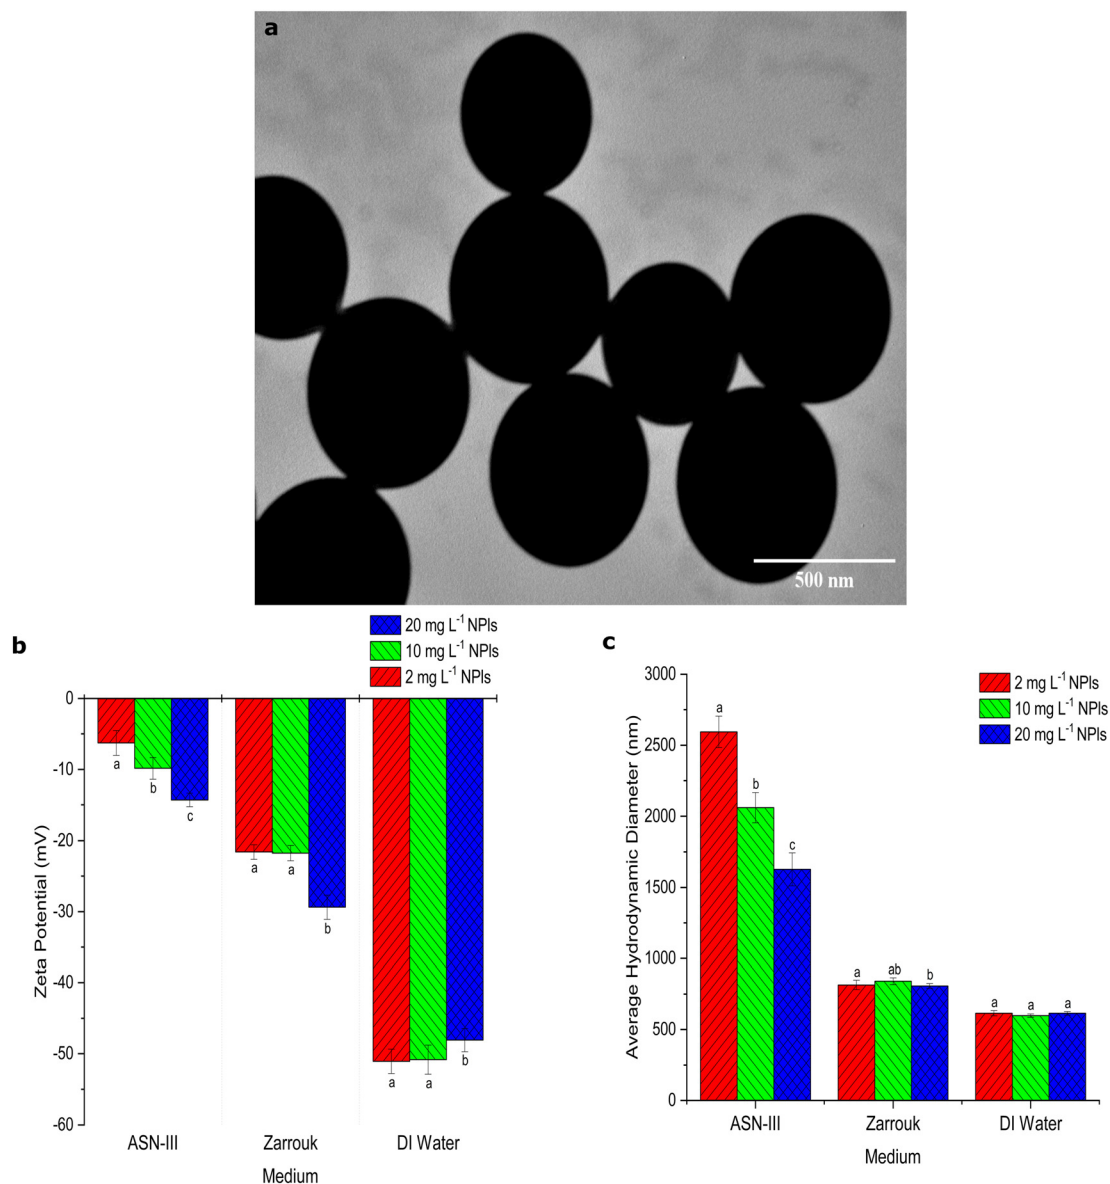 a
500 nm
b
20 mg L⁻¹ NPls
10 mg L⁻¹ NPls
2 mg L⁻¹ NPls
0
-10
-20
-30
-40
-50
-60
Zeta Potential (mV)
a
b
c
a
a
b
a
a
b
ASN-III
Zarrouk
DI Water
Medium
c
2 mg L⁻¹ NPls
10 mg L⁻¹ NPls
20 mg L⁻¹ NPls
3000
2500
2000
1500
1000
500
0
Average Hydrodynamic Diameter (nm)
a
b
c
a
ab
b
a
a
a
ASN-III
Zarrouk
DI Water
Medium